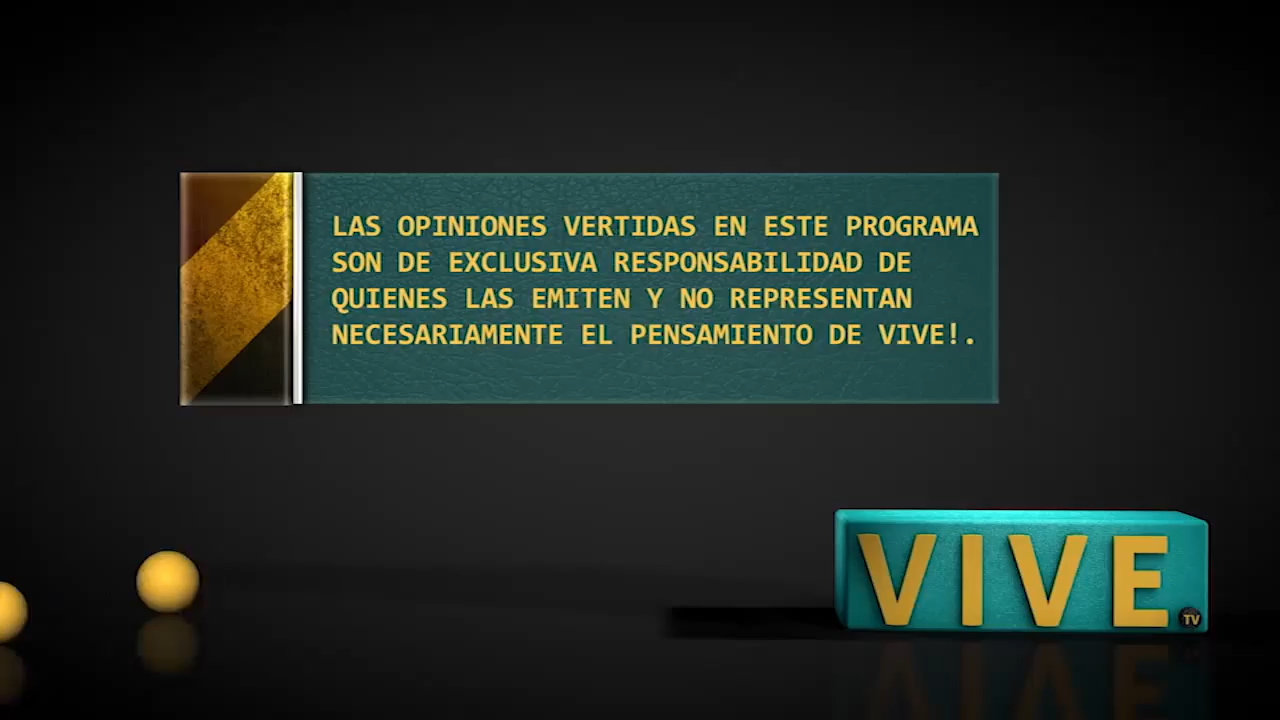 LAS OPINIONES VERTIDAS EN ESTE PROGRAMA
SON DE EXCLUSIVA RESPONSABILIDAD DE
QUIENES LAS EMITEN Y NO REPRESENTAN
NECESARIAMENTE EL PENSAMIENTO DE VIVE!.
VIVE
TV